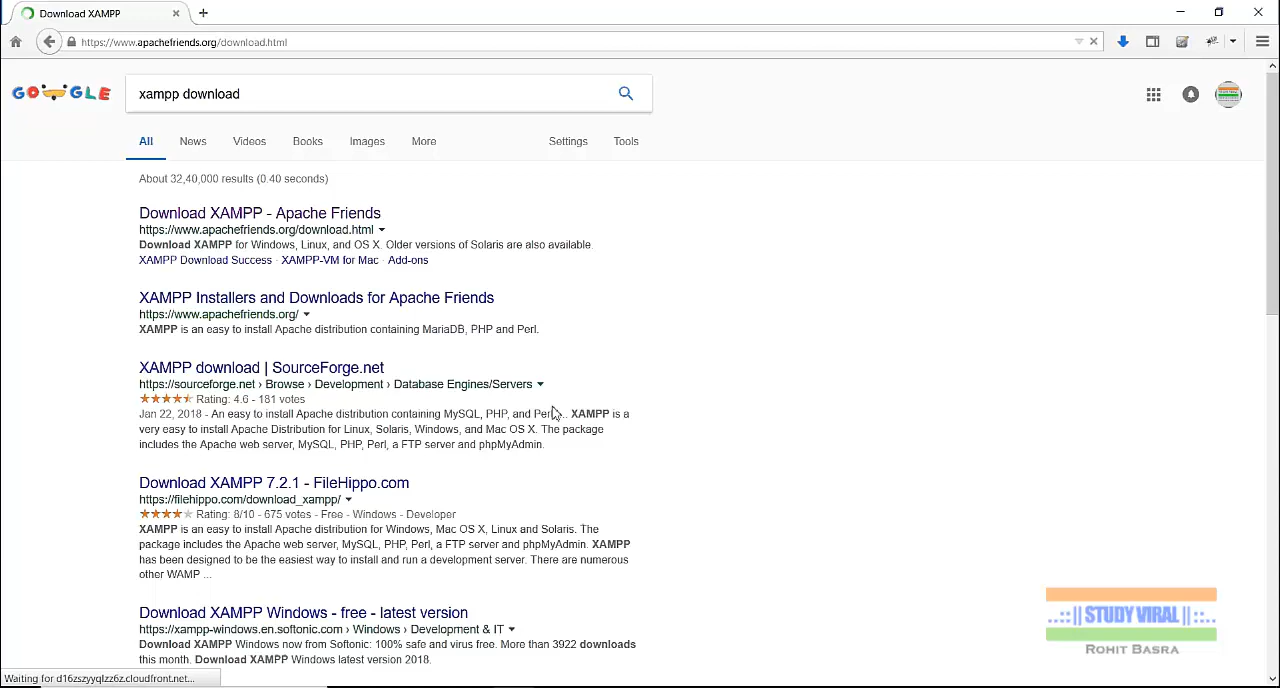 Download XAMPP
https://www.apachefriends.org/download.html
GOOGLE
xampp download
All News Videos Books Images More Settings Tools
About 32,40,000 results (0.40 seconds)
Download XAMPP - Apache Friends
https://www.apachefriends.org/download.html
Download XAMPP for Windows, Linux, and OS X. Older versions of Solaris are also available.
XAMPP Download Success · XAMPP-VM for Mac · Add-ons
XAMPP Installers and Downloads for Apache Friends
https://www.apachefriends.org/
XAMPP is an easy to install Apache distribution containing MariaDB, PHP and Perl.
XAMPP download | SourceForge.net
https://sourceforge.net › Browse › Development › Database Engines/Servers
Rating: 4.6 - 181 votes
Jan 22, 2018 - An easy to install Apache distribution containing MySQL, PHP, and Perl... XAMPP is a
very easy to install Apache Distribution for Linux, Solaris, Windows, and Mac OS X. The package
includes the Apache web server, MySQL, PHP, Perl, a FTP server and phpMyAdmin.
Download XAMPP 7.2.1 - FileHippo.com
https://filehippo.com/download_xampp/
Rating: 8/10 - 675 votes - Free - Windows - Developer
XAMPP is an easy to install Apache distribution for Windows, Mac OS X, Linux and Solaris. The
package includes the Apache web server, MySQL, PHP, Perl, a FTP server and phpMyAdmin. XAMPP
has been designed to be the easiest way to install and run a development server. There are numerous
other WAMP ...
Download XAMPP Windows - free - latest version
https://xampp-windows.en.softonic.com › Windows › Development & IT
Download XAMPP Windows now from Softonic: 100% safe and virus free. More than 3922 downloads
this month. Download XAMPP Windows latest version 2018.
..::|| STUDY VIRAL ||::..
ROHIT BASRA
Waiting for d16zszyyqlzz6z.cloudfront.net...